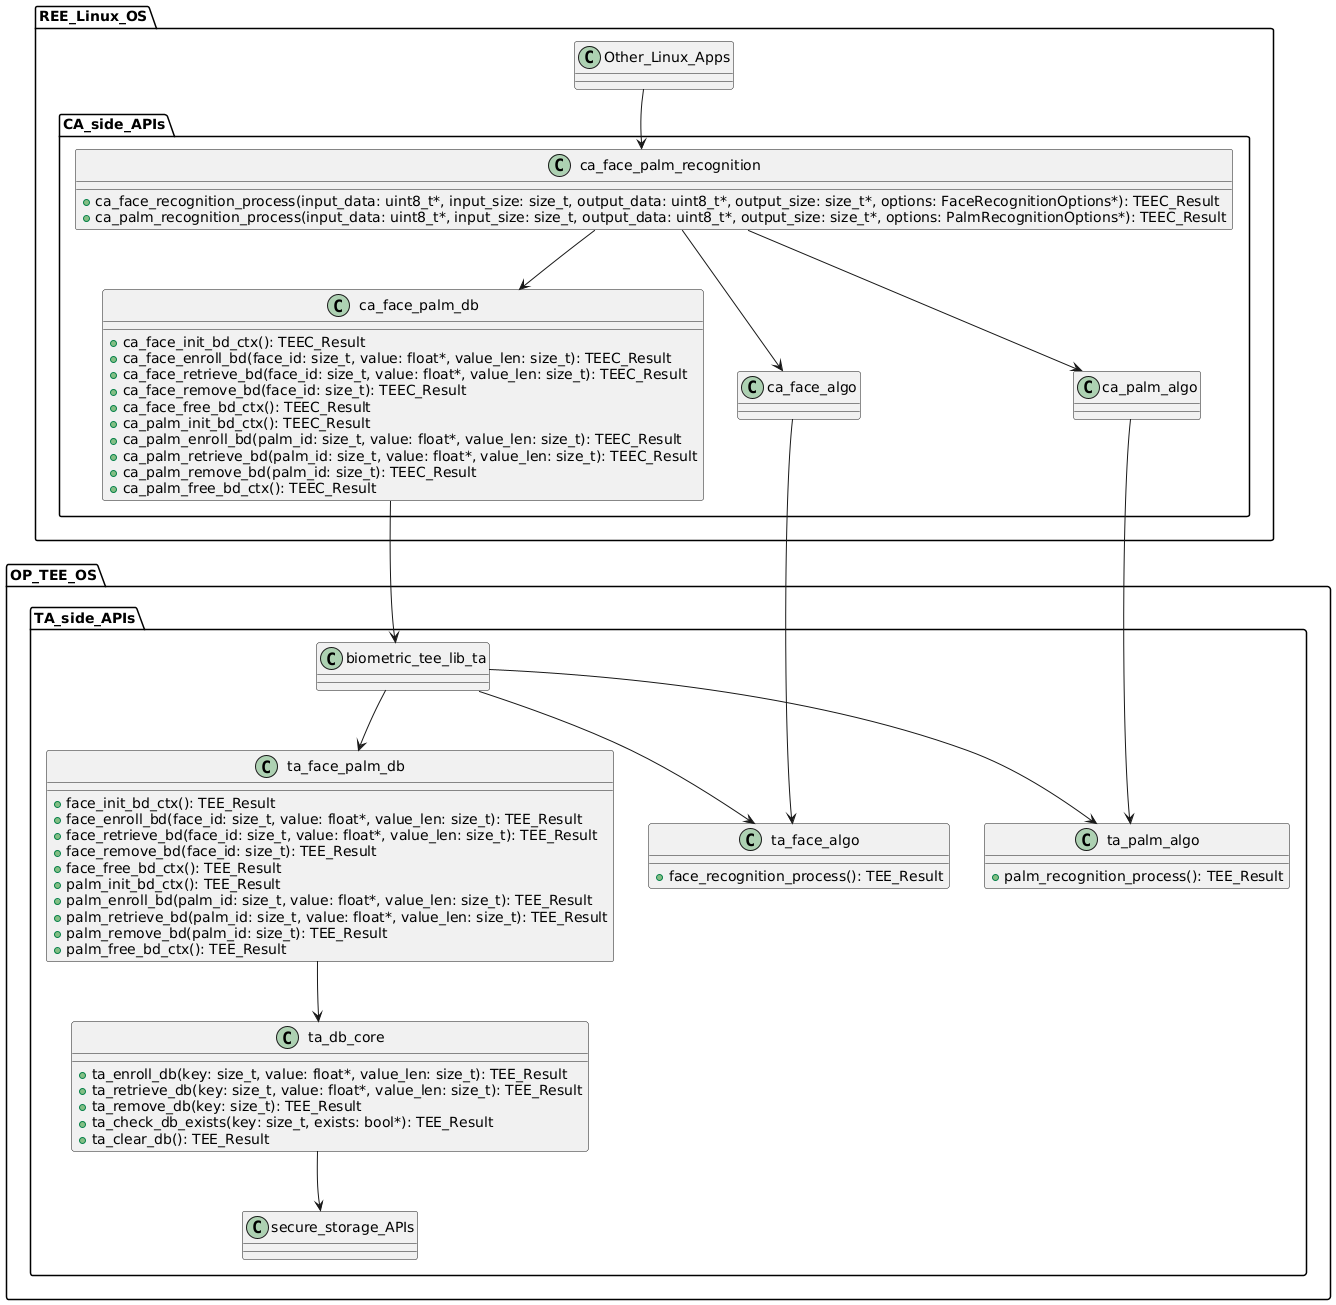 REE_Linux_OS
C Other_Linux_Apps
CA_side_APIs
C ca_face_palm_recognition
ca_face_recognition_process(input_data: uint8_t*, input_size: size_t, output_data: uint8_t*, output_size: size_t*, options: FaceRecognitionOptions*): TEEC_Result
ca_palm_recognition_process(input_data: uint8_t*, input_size: size_t, output_data: uint8_t*, output_size: size_t*, options: PalmRecognitionOptions*): TEEC_Result
C ca_face_palm_db
ca_face_init_bd_ctx(): TEEC_Result
ca_face_enroll_bd(face_id: size_t, value: float*, value_len: size_t): TEEC_Result
ca_face_retrieve_bd(face_id: size_t, value: float*, value_len: size_t): TEEC_Result
ca_face_remove_bd(face_id: size_t): TEEC_Result
ca_face_free_bd_ctx(): TEEC_Result
ca_palm_init_bd_ctx(): TEEC_Result
ca_palm_enroll_bd(palm_id: size_t, value: float*, value_len: size_t): TEEC_Result
ca_palm_retrieve_bd(palm_id: size_t, value: float*, value_len: size_t): TEEC_Result
ca_palm_remove_bd(palm_id: size_t): TEEC_Result
ca_palm_free_bd_ctx(): TEEC_Result
C ca_face_algo
C ca_palm_algo
OP_TEE_OS
TA_side_APIs
C biometric_tee_lib_ta
C ta_face_palm_db
face_init_bd_ctx(): TEE_Result
face_enroll_bd(face_id: size_t, value: float*, value_len: size_t): TEE_Result
face_retrieve_bd(face_id: size_t, value: float*, value_len: size_t): TEE_Result
face_remove_bd(face_id: size_t): TEE_Result
face_free_bd_ctx(): TEE_Result
palm_init_bd_ctx(): TEE_Result
palm_enroll_bd(palm_id: size_t, value: float*, value_len: size_t): TEE_Result
palm_retrieve_bd(palm_id: size_t, value: float*, value_len: size_t): TEE_Result
palm_remove_bd(palm_id: size_t): TEE_Result
palm_free_bd_ctx(): TEE_Result
C ta_face_algo
face_recognition_process(): TEE_Result
C ta_palm_algo
palm_recognition_process(): TEE_Result
C ta_db_core
ta_enroll_db(key: size_t, value: float*, value_len: size_t): TEE_Result
ta_retrieve_db(key: size_t, value: float*, value_len: size_t): TEE_Result
ta_remove_db(key: size_t): TEE_Result
ta_check_db_exists(key: size_t, exists: bool*): TEE_Result
ta_clear_db(): TEE_Result
C secure_storage_APIs